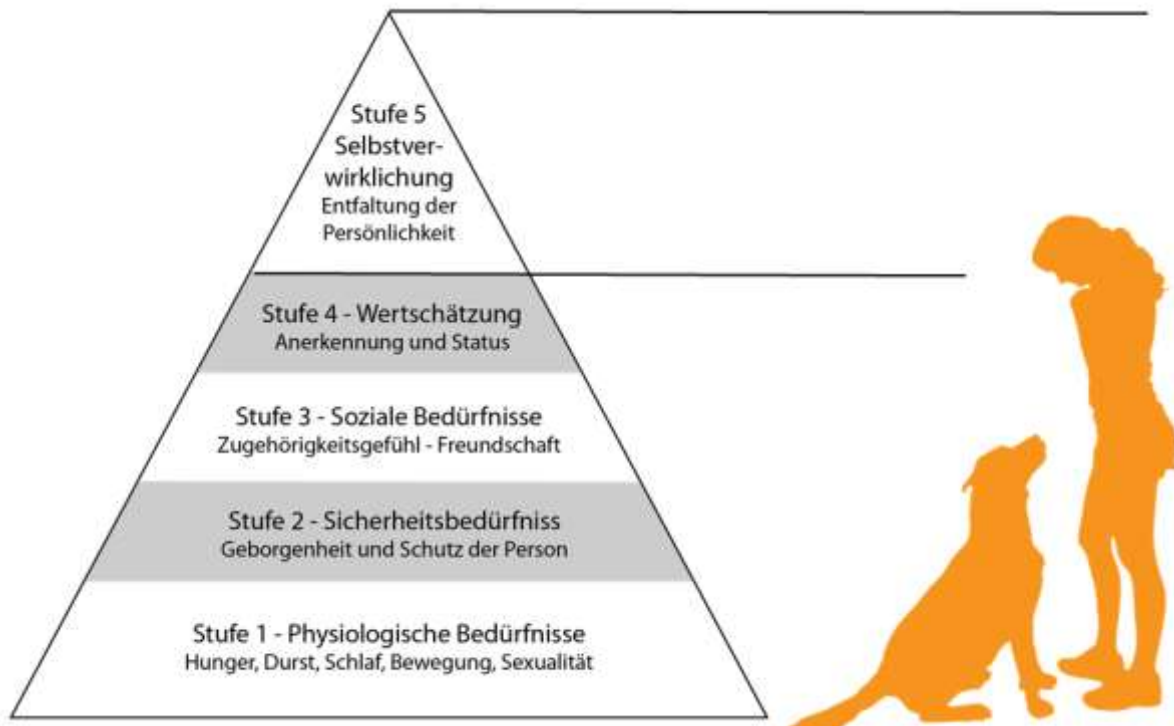 Stufe 5
Selbstver-
wirklichung
Entfaltung der
Persönlichkeit
Stufe 4 - Wertschätzung
Anerkennung und Status
Stufe 3 - Soziale Bedürfnisse
Zugehörigkeitsgefühl - Freundschaft
Stufe 2 - Sicherheitsbedürfniss
Geborgenheit und Schutz der Person
Stufe 1 - Physiologische Bedürfnisse
Hunger, Durst, Schlaf, Bewegung, Sexualität